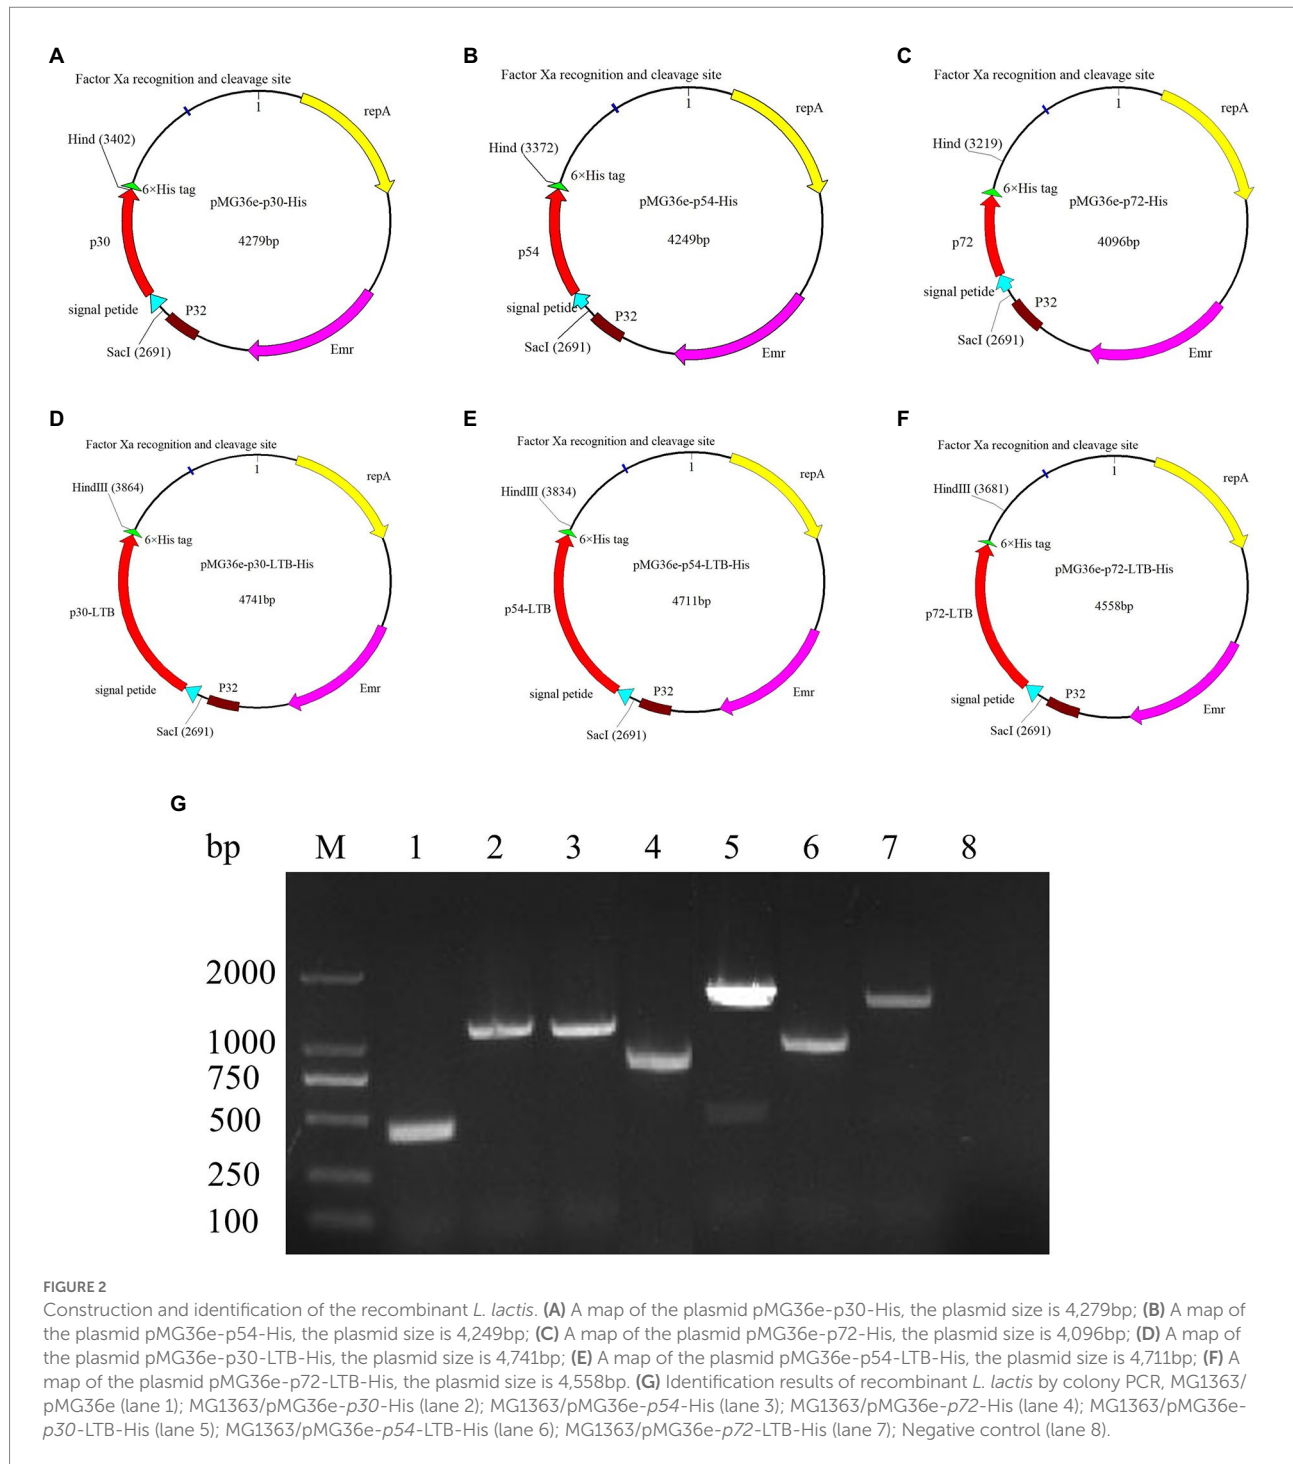 A
Factor Xa recognition and cleavage site
1
repA
Hind (3402)
6×His tag
pMG36e-p30-His
4279bp
p30
signal petide
P32
SacI (2691)
Emr
B
Factor Xa recognition and cleavage site
1
repA
Hind (3372)
6×His tag
pMG36e-p54-His
4249bp
p54
signal petide
P32
SacI (2691)
Emr
C
Factor Xa recognition and cleavage site
1
repA
Hind (3219)
6×His tag
pMG36e-p72-His
4096bp
p72
signal petide
P32
SacI (2691)
Emr
D
Factor Xa recognition and cleavage site
1
repA
HindIII (3864)
6×His tag
pMG36e-p30-LTB-His
4741bp
p30-LTB
signal petide
P32
SacI (2691)
Emr
E
Factor Xa recognition and cleavage site
1
repA
HindIII (3834)
6×His tag
pMG36e-p54-LTB-His
4711bp
p54-LTB
signal petide
P32
SacI (2691)
Emr
F
Factor Xa recognition and cleavage site
1
repA
HindIII (3681)
6×His tag
pMG36e-p72-LTB-His
4558bp
p72-LTB
signal petide
P32
SacI (2691)
Emr
G
bp M 1 2 3 4 5 6 7 8
2000
1000
750
500
250
100
FIGURE 2
Construction and identification of the recombinant L. lactis. (A) A map of the plasmid pMG36e-p30-His, the plasmid size is 4,279bp; (B) A map of
the plasmid pMG36e-p54-His, the plasmid size is 4,249bp; (C) A map of the plasmid pMG36e-p72-His, the plasmid size is 4,096bp; (D) A map of
the plasmid pMG36e-p30-LTB-His, the plasmid size is 4,741bp; (E) A map of the plasmid pMG36e-p54-LTB-His, the plasmid size is 4,711bp; (F) A
map of the plasmid pMG36e-p72-LTB-His, the plasmid size is 4,558bp. (G) Identification results of recombinant L. lactis by colony PCR, MG1363/
pMG36e (lane 1); MG1363/pMG36e-p30-His (lane 2); MG1363/pMG36e-p54-His (lane 3); MG1363/pMG36e-p72-His (lane 4); MG1363/pMG36e-
p30-LTB-His (lane 5); MG1363/pMG36e-p54-LTB-His (lane 6); MG1363/pMG36e-p72-LTB-His (lane 7); Negative control (lane 8).